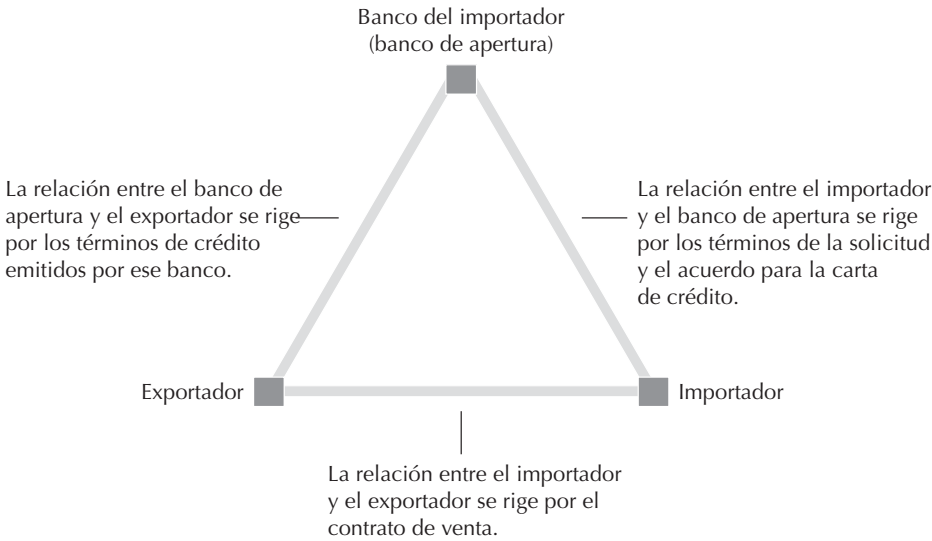 Banco del importador
(banco de apertura)
La relación entre el banco de
apertura y el exportador se rige
por los términos de crédito
emitidos por ese banco.
La relación entre el importador
y el banco de apertura se rige
por los términos de la solicitud
y el acuerdo para la carta
de crédito.
Exportador
Importador
La relación entre el importador
y el exportador se rige por el
contrato de venta.